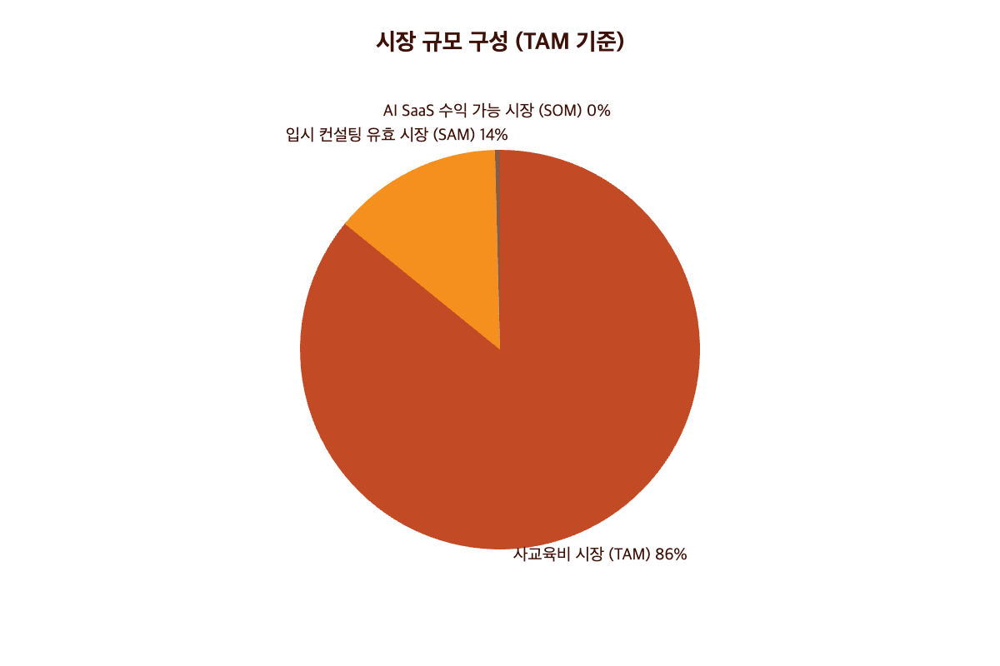 시장 규모 구성 (TAM 기준)
AI SaaS 수익 가능 시장 (SOM) 0%
입시 컨설팅 유효 시장 (SAM) 14%
사교육비 시장 (TAM) 86%